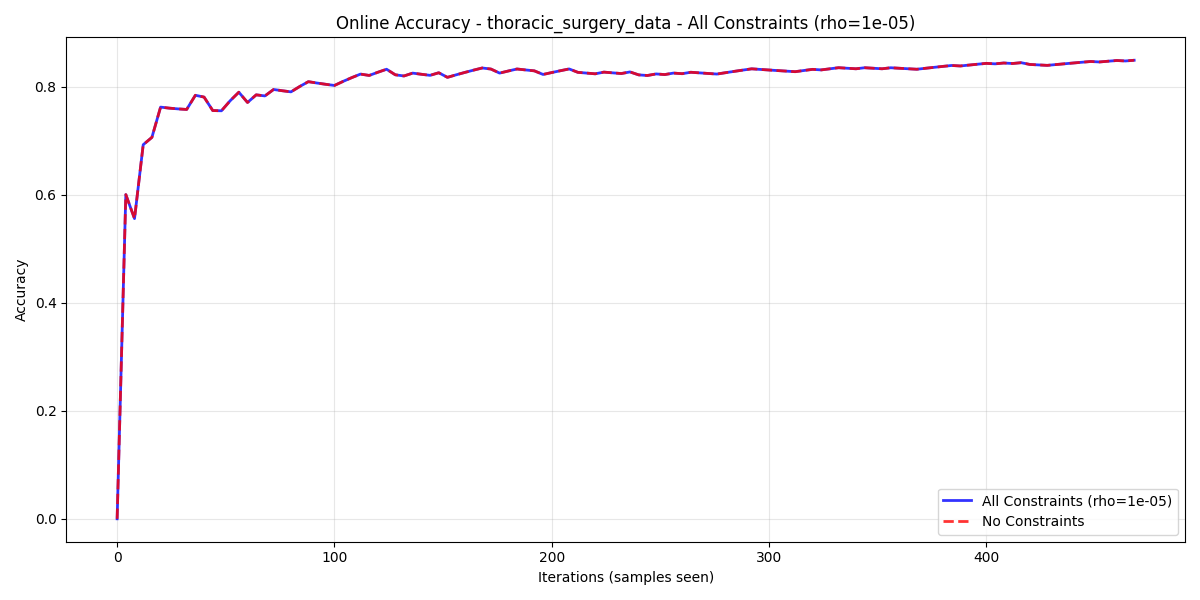 Online Accuracy - thoracic_surgery_data - All Constraints (rho=1e-05)
Accuracy
0.8
0.6
0.4
0.2
0.0
0 100 200 300 400
Iterations (samples seen)
All Constraints (rho=1e-05)
No Constraints